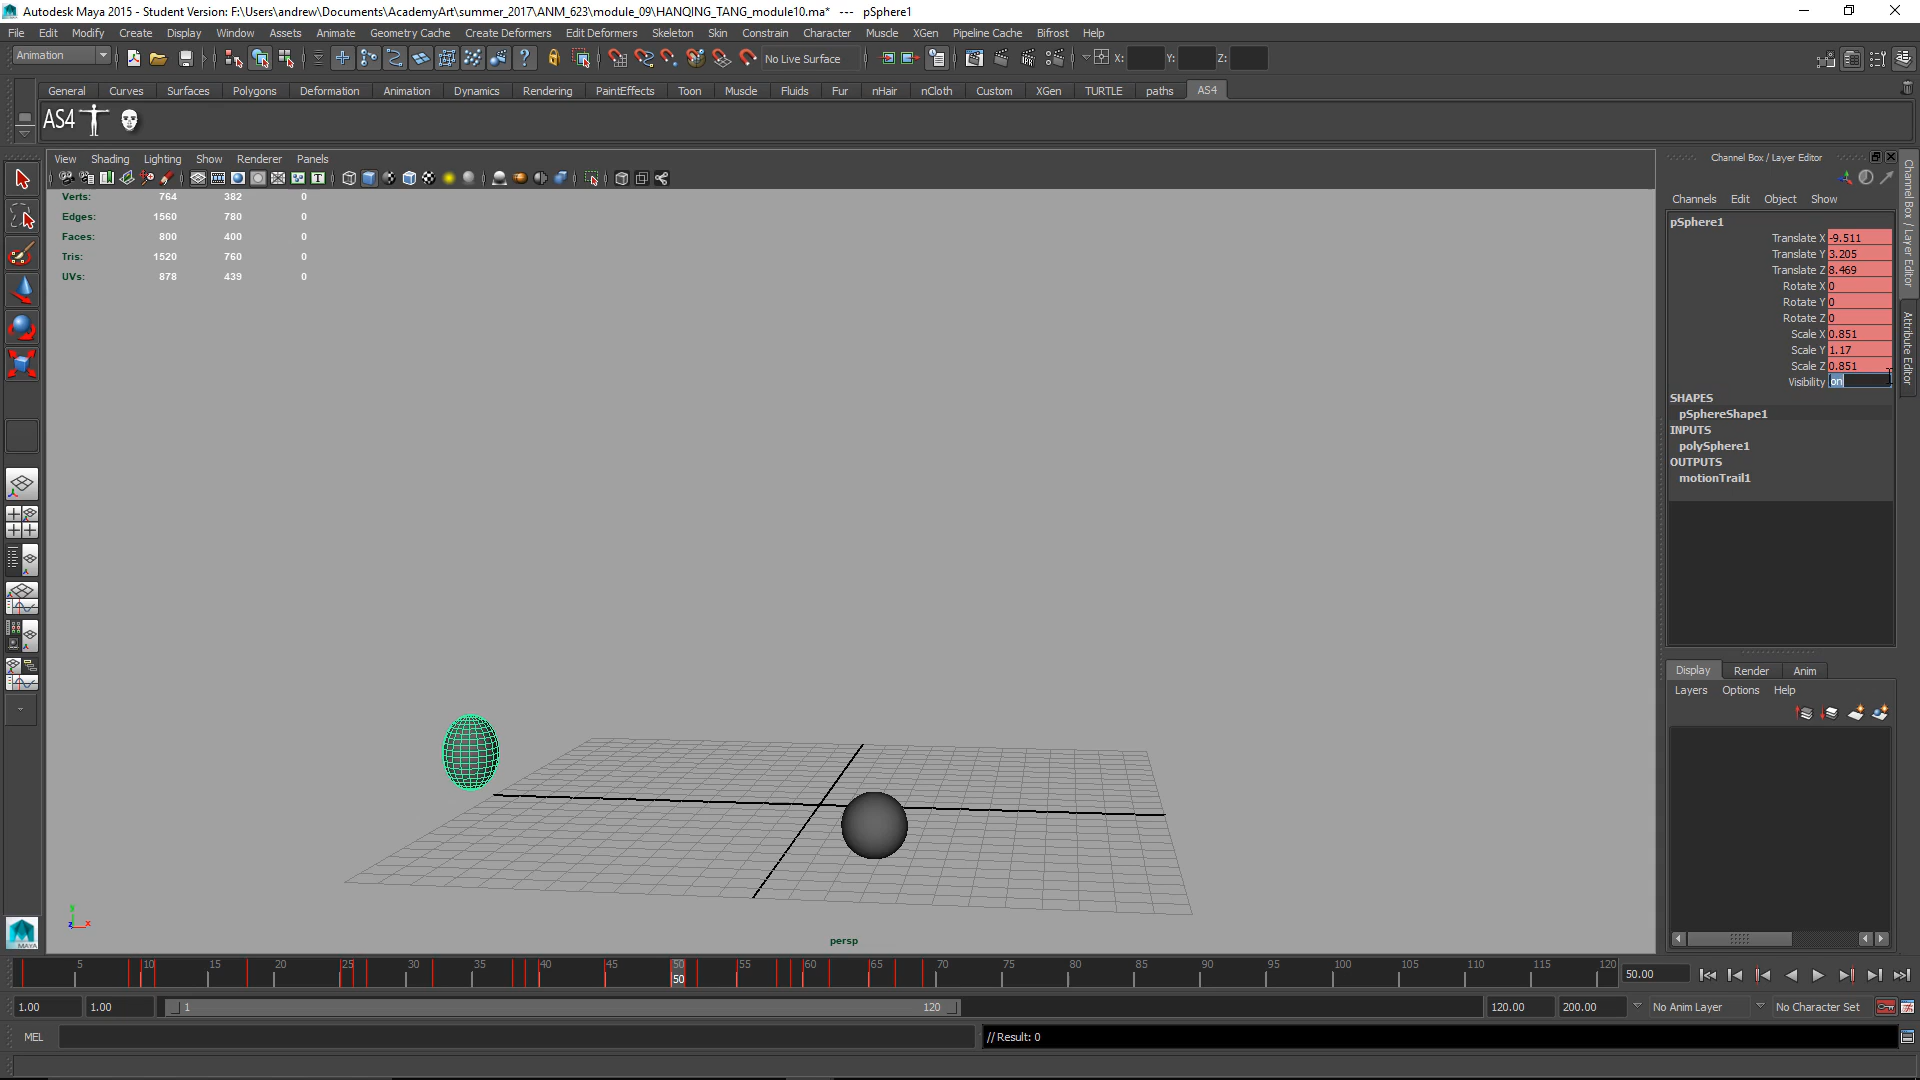 Autodesk Maya 2015 - Student Version: F:\Users\andrew\Documents\AcademyArt\summer_2017\ANM_623\module_09\HANQING_TANG_module10.ma* --- pSphere1
File Edit Modify Create Display Window Assets Animate Geometry Cache Create Deformers Edit Deformers Skeleton Skin Constrain Character Muscle XGen Pipeline Cache Bifrost Help
Animation No Live Surface X: Y: Z:
General Curves Surfaces Polygons Deformation Animation Dynamics Rendering PaintEffects Toon Muscle Fluids Fur nHair nCloth Custom XGen TURTLE paths AS4
AS4
View Shading Lighting Show Renderer Panels
Verts: 764 382 0
Edges: 1560 780 0
Faces: 800 400 0
Tris: 1520 760 0
UVs: 878 439 0
persp
y
z x
MAYA
Channel Box / Layer Editor
Channels Edit Object Show
pSphere1
Translate X -9.511
Translate Y 3.205
Translate Z 8.469
Rotate X 0
Rotate Y 0
Rotate Z 0
Scale X 0.851
Scale Y 1.17
Scale Z 0.851
Visibility on
SHAPES
pSphereShape1
INPUTS
polySphere1
OUTPUTS
motionTrail1
Channel Box / Layer Editor
Attribute Editor
Display Render Anim
Layers Options Help
5 10 15 20 25 30 35 40 45 50 55 60 65 70 75 80 85 90 95 100 105 110 115 120
50
50.00
1.00 1.00 1 120 120.00 200.00 No Anim Layer No Character Set
MEL // Result: 0